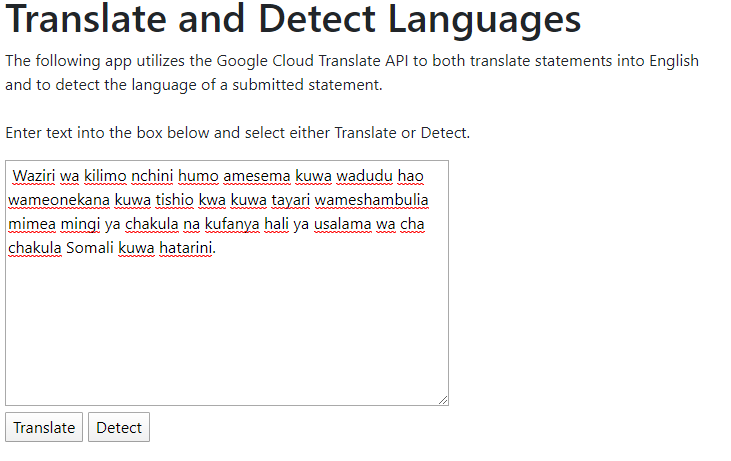 Translate and Detect Languages
The following app utilizes the Google Cloud Translate API to both translate statements into English
and to detect the language of a submitted statement.
Enter text into the box below and select either Translate or Detect.
Waziri wa kilimo nchini humo amesema kuwa wadudu hao
wameonekana kuwa tishio kwa kuwa tayari wameshambulia
mimea mingi ya chakula na kufanya hali ya usalama wa cha
chakula Somali kuwa hatarini.
Translate Detect